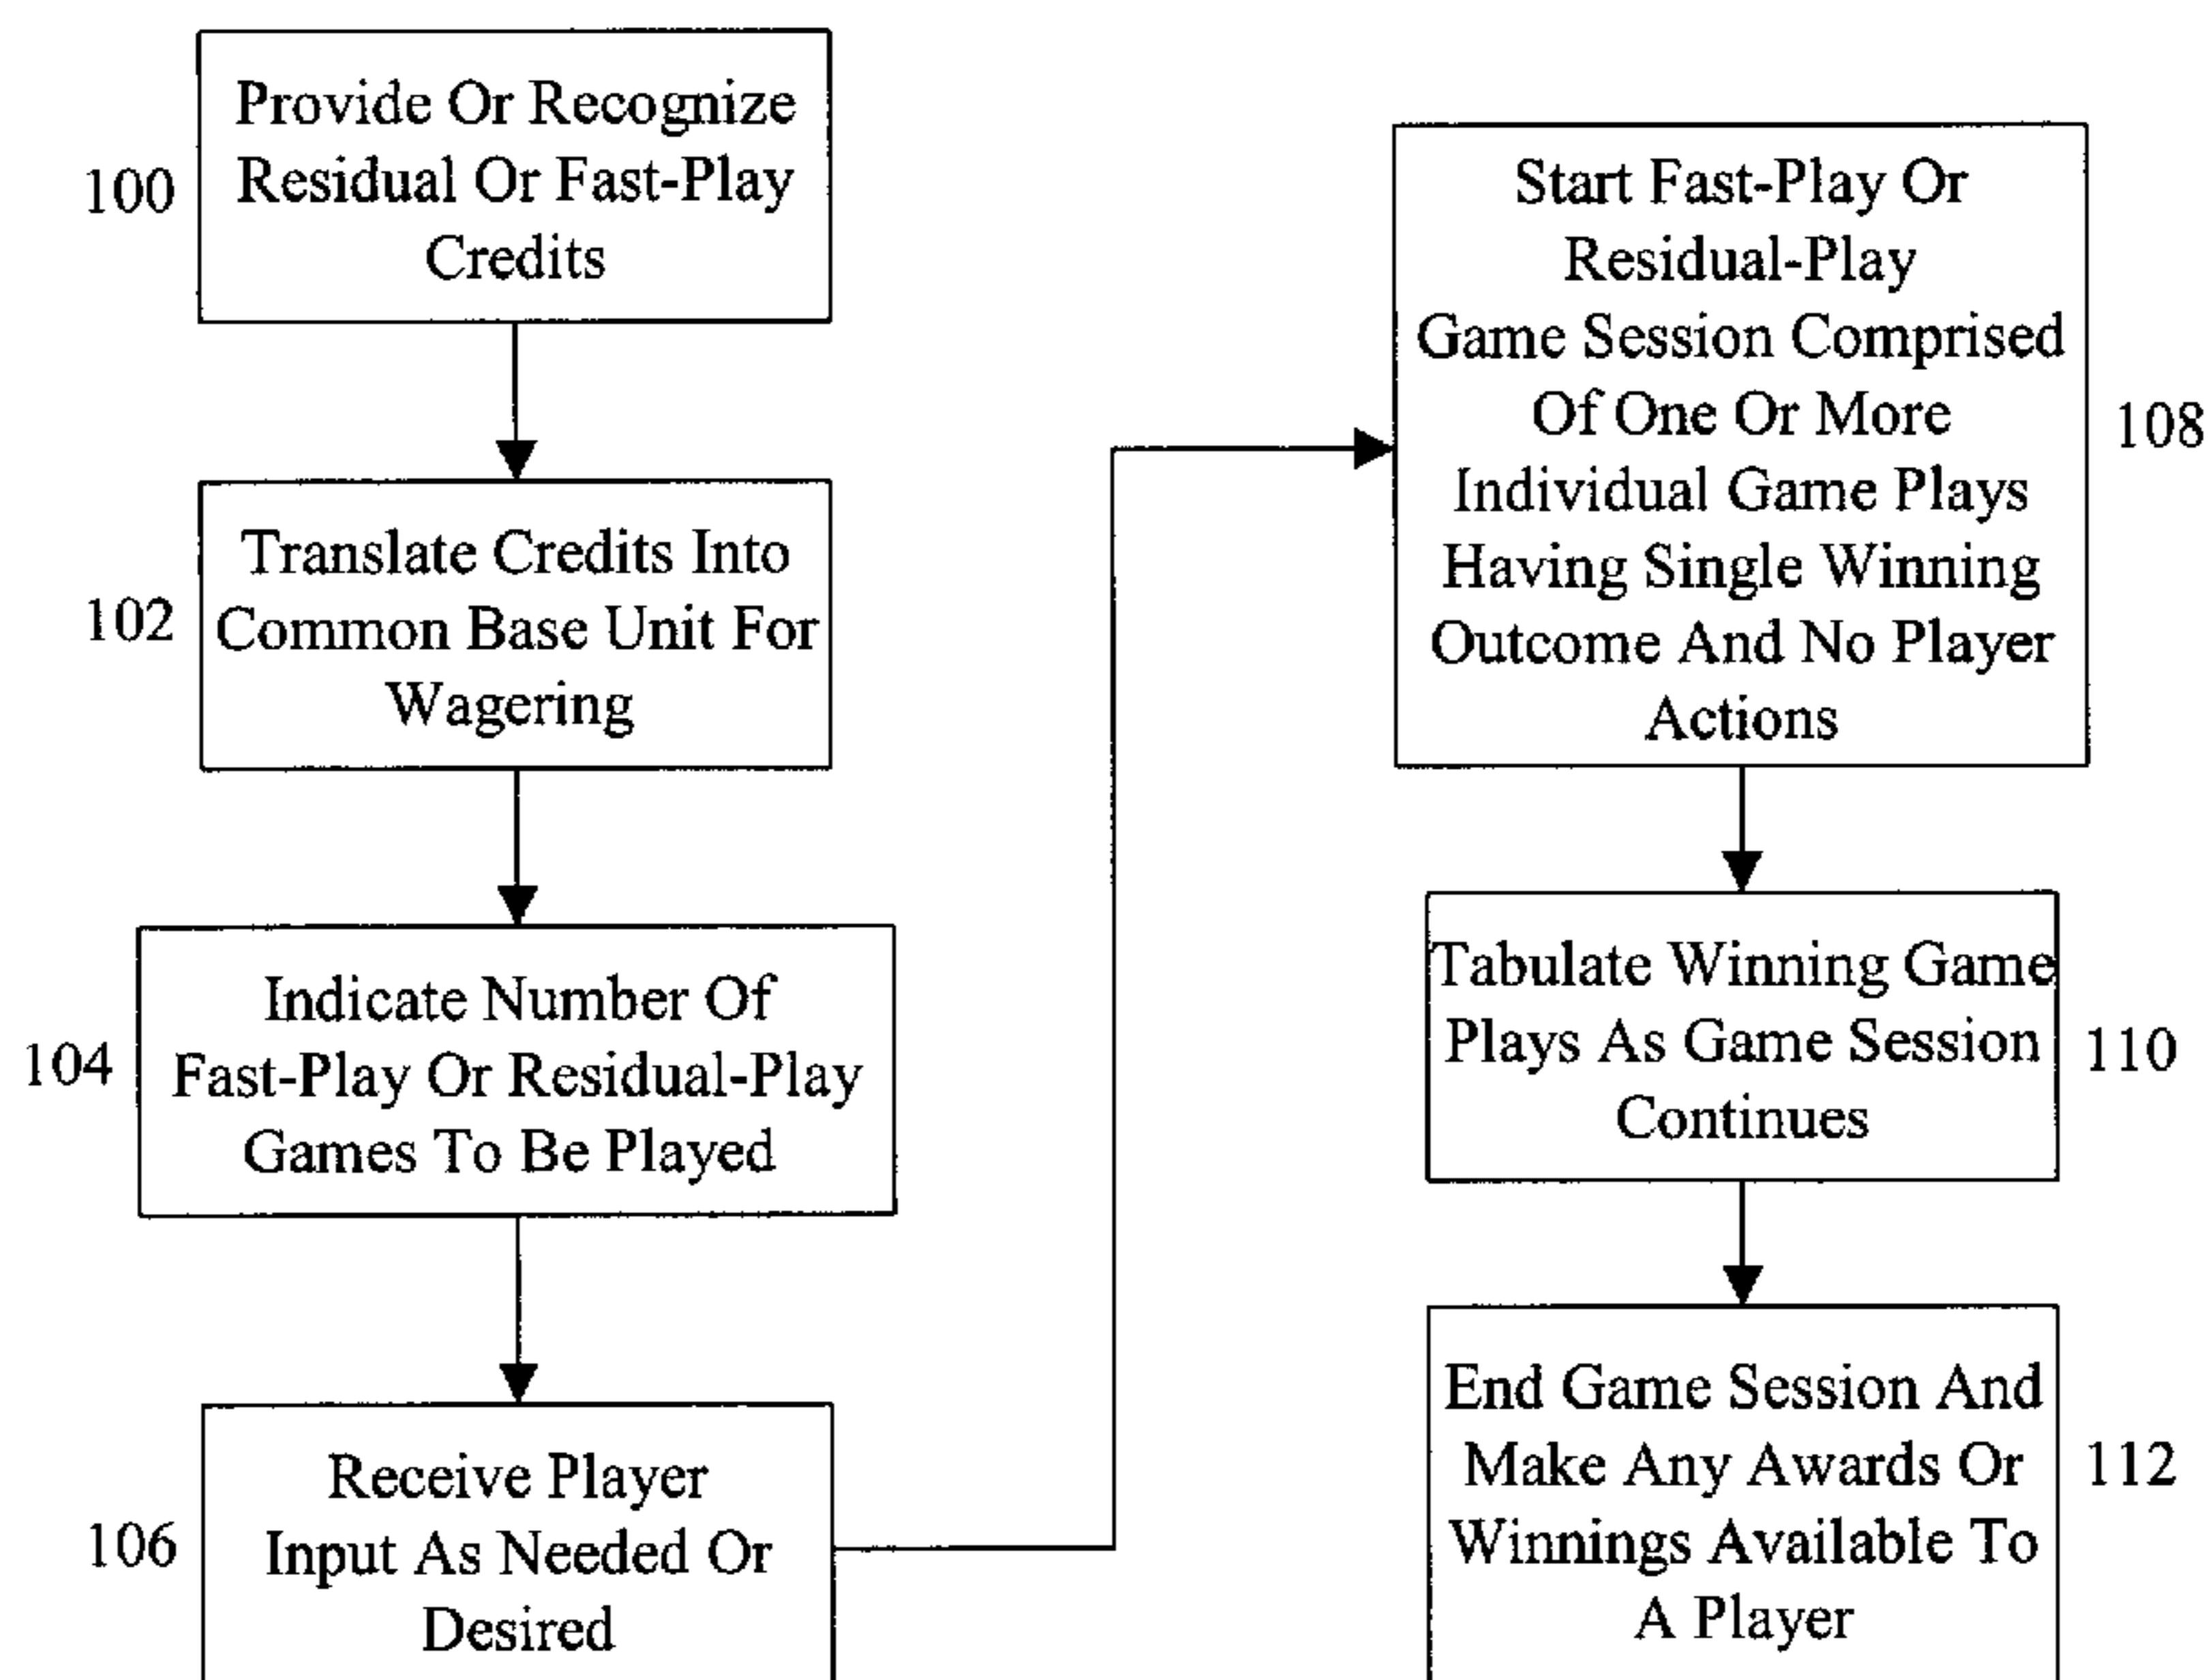 Provide Or Recognize
Residual Or Fast-Play
Credits
100
Translate Credits Into
Common Base Unit For
Wagering
102
Indicate Number Of
Fast-Play Or Residual-Play
Games To Be Played
104
Receive Player
Input As Needed Or
Desired
106
Start Fast-Play Or
Residual-Play
Game Session Comprised
Of One Or More
Individual Game Plays
Having Single Winning
Outcome And No Player
Actions
108
Tabulate Winning Game
Plays As Game Session
Continues
110
End Game Session And
Make Any Awards Or
Winnings Available To
A Player
112